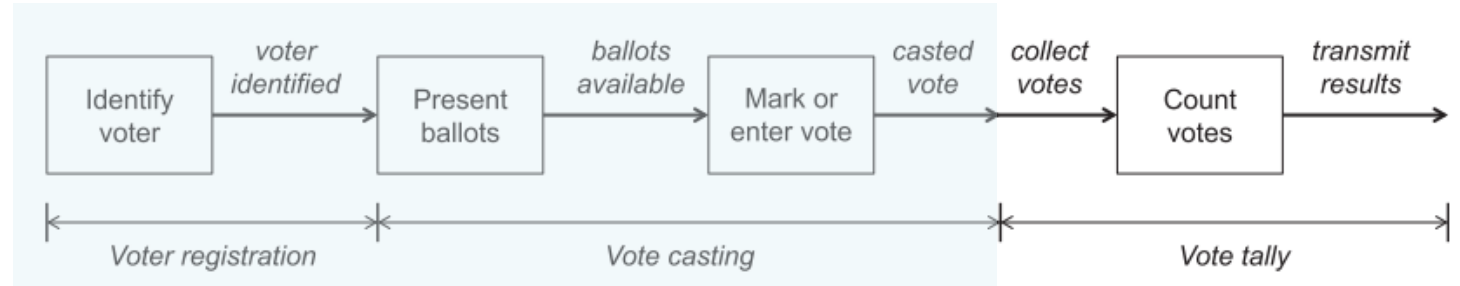 voter
identified
ballots
available
casted
vote
collect
votes
transmit
results
Identify
voter
Present
ballots
Mark or
enter vote
Count
votes
Voter registration
Vote casting
Vote tally